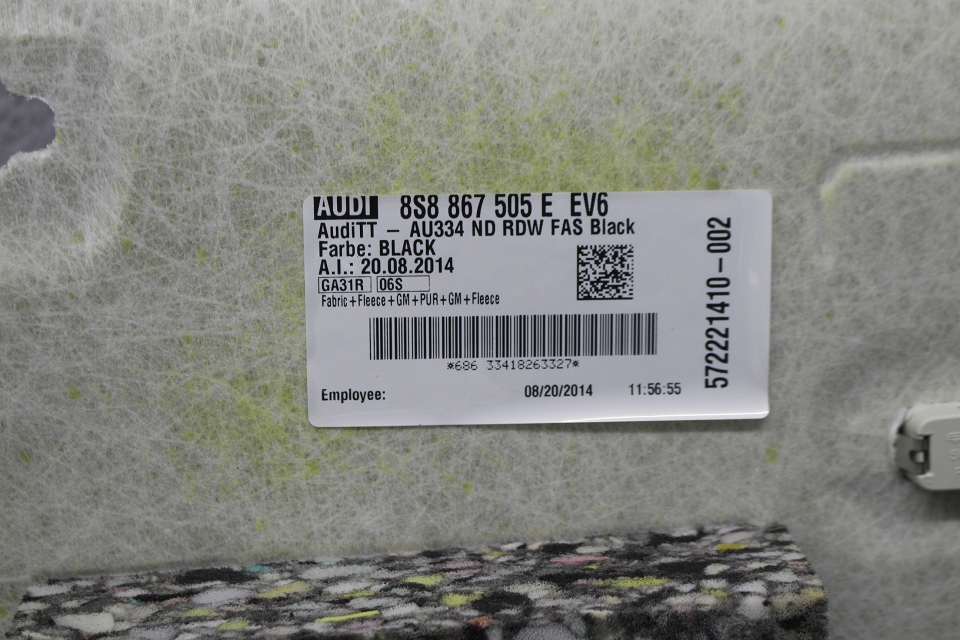 AUDI 8S8 867 505 E EV6
AudiTT - AU334 ND RDW FAS Black
Farbe: BLACK
A.I.: 20.08.2014
GA31R 06S
Fabric+Fleece+GM+PUR+GM+Fleece
*686 33418263327*
Employee: 08/20/2014 11:56:55
572221410-002